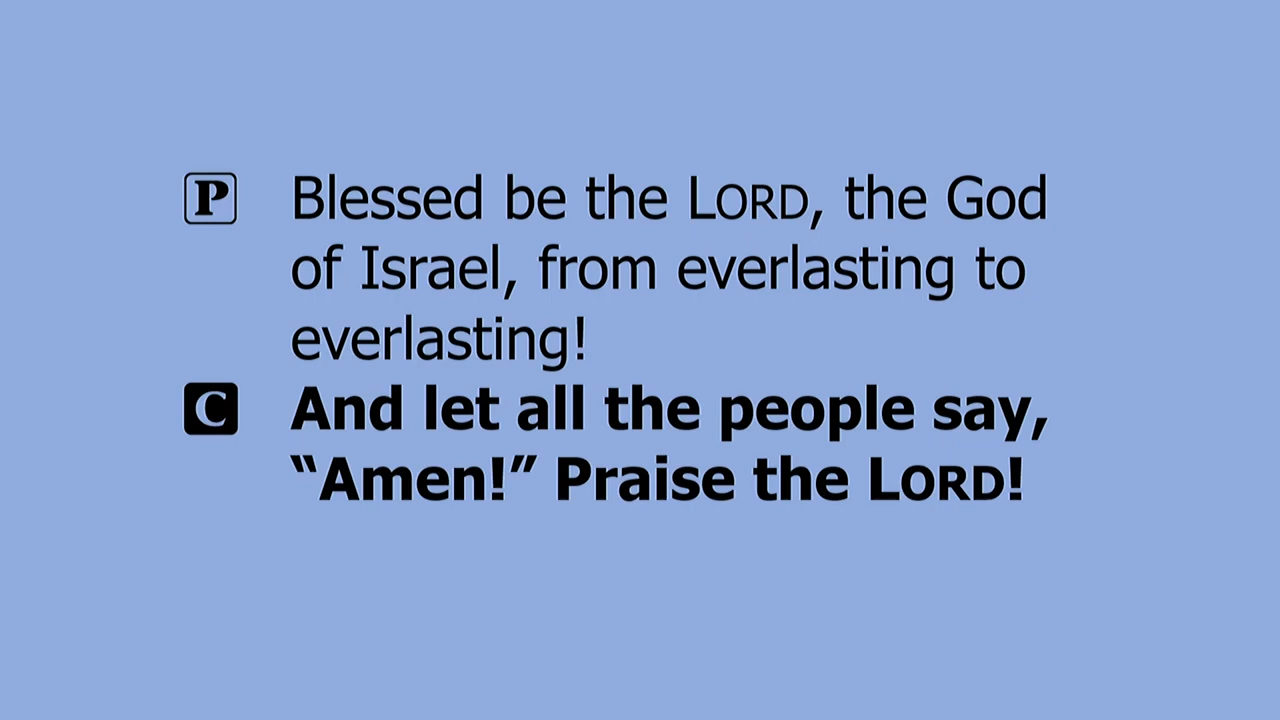 P Blessed be the LORD, the God
of Israel, from everlasting to
everlasting!
C And let all the people say,
“Amen!” Praise the LORD!